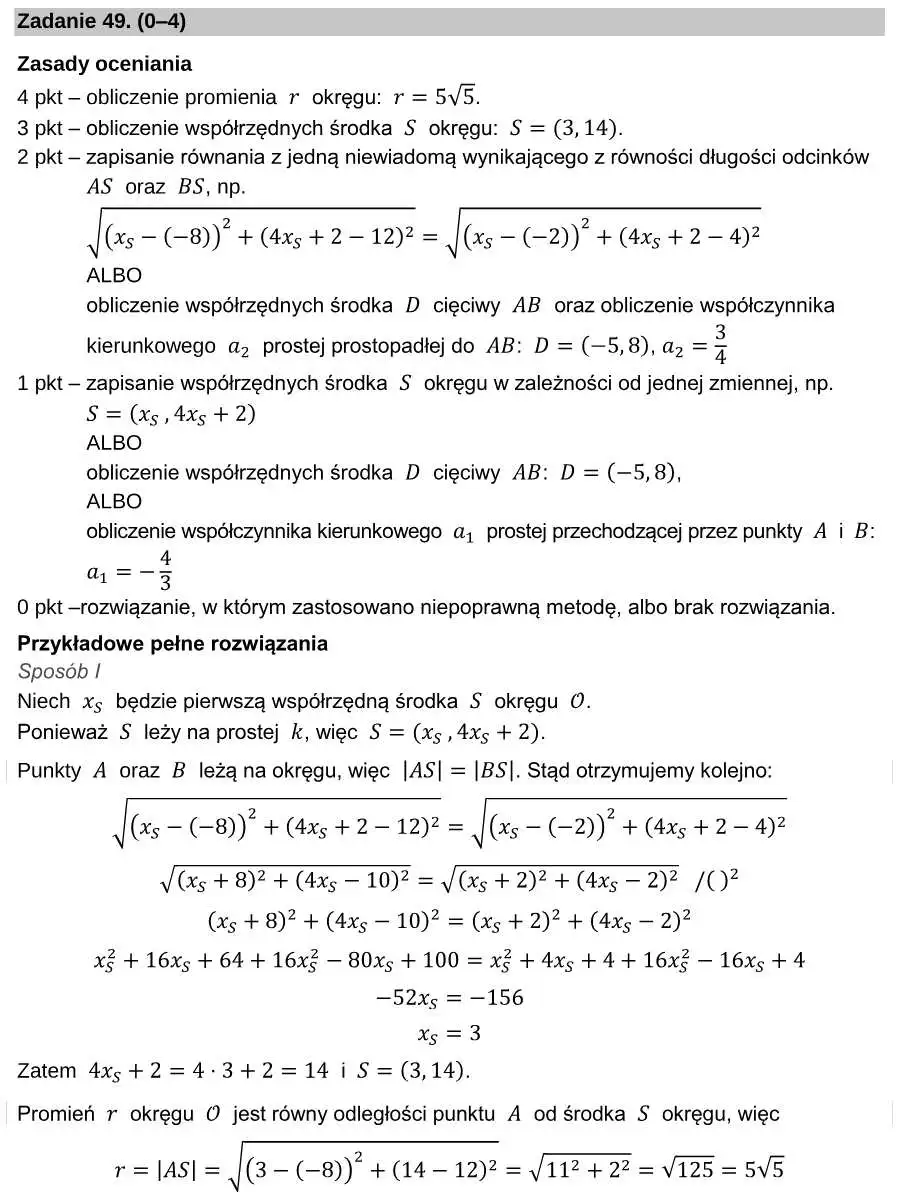 Zadanie 49. (0–4)
Zasady oceniania
4 pkt – obliczenie promienia r okręgu: r = 5√5.
3 pkt – obliczenie współrzędnych środka S okręgu: S = (3, 14).
2 pkt – zapisanie równania z jedną niewiadomą wynikającego z równości długości odcinków
AS oraz BS, np.
√((x_S − (−8))² + (4x_S + 2 − 12)²) = √((x_S − (−2))² + (4x_S + 2 − 4)²)
ALBO
obliczenie współrzędnych środka D cięciwy AB oraz obliczenie współczynnika
kierunkowego a₂ prostej prostopadłej do AB: D = (−5, 8), a₂ = 3/4
1 pkt – zapisanie współrzędnych środka S okręgu w zależności od jednej zmiennej, np.
S = (x_S , 4x_S + 2)
ALBO
obliczenie współrzędnych środka D cięciwy AB: D = (−5, 8),
ALBO
obliczenie współczynnika kierunkowego a₁ prostej przechodzącej przez punkty A i B:
a₁ = −4/3
0 pkt –rozwiązanie, w którym zastosowano niepoprawną metodę, albo brak rozwiązania.
Przykładowe pełne rozwiązania
Sposób I
Niech x_S będzie pierwszą współrzędną środka S okręgu 𝒪.
Ponieważ S leży na prostej k, więc S = (x_S , 4x_S + 2).
Punkty A oraz B leżą na okręgu, więc |AS| = |BS|. Stąd otrzymujemy kolejno:
√((x_S − (−8))² + (4x_S + 2 − 12)²) = √((x_S − (−2))² + (4x_S + 2 − 4)²)
√((x_S + 8)² + (4x_S − 10)²) = √((x_S + 2)² + (4x_S − 2)²) /( )²
(x_S + 8)² + (4x_S − 10)² = (x_S + 2)² + (4x_S − 2)²
x_S² + 16x_S + 64 + 16x_S² − 80x_S + 100 = x_S² + 4x_S + 4 + 16x_S² − 16x_S + 4
−52x_S = −156
x_S = 3
Zatem 4x_S + 2 = 4 · 3 + 2 = 14 i S = (3, 14).
Promień r okręgu 𝒪 jest równy odległości punktu A od środka S okręgu, więc
r = |AS| = √((3 − (−8))² + (14 − 12)²) = √(11² + 2²) = √125 = 5√5